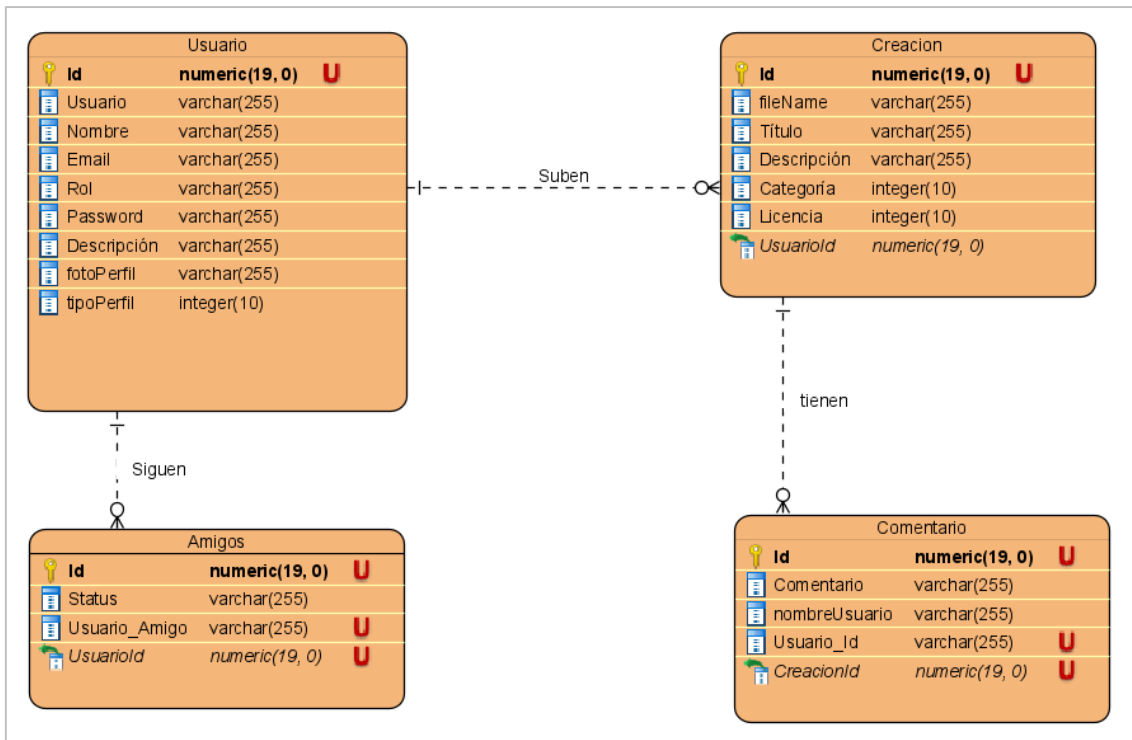 Usuario
Id numeric(19, 0) U
Usuario varchar(255)
Nombre varchar(255)
Email varchar(255)
Rol varchar(255)
Password varchar(255)
Descripción varchar(255)
fotoPerfil varchar(255)
tipoPerfil integer(10)
Suben
Creacion
Id numeric(19, 0) U
fileName varchar(255)
Título varchar(255)
Descripción varchar(255)
Categoría integer(10)
Licencia integer(10)
UsuarioId numeric(19, 0)
Siguen
tienen
Amigos
Id numeric(19, 0) U
Status varchar(255)
Usuario_Amigo varchar(255) U
UsuarioId numeric(19, 0) U
Comentario
Id numeric(19, 0) U
Comentario varchar(255)
nombreUsuario varchar(255)
Usuario_Id varchar(255) U
CreacionId numeric(19, 0) U